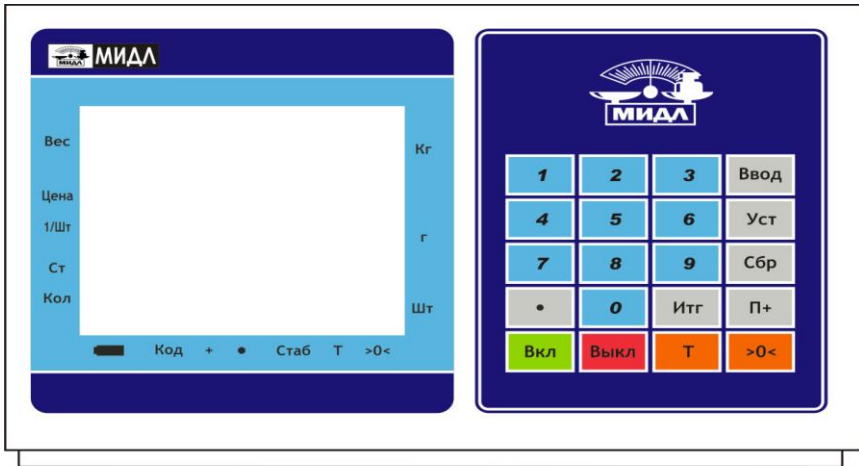 МИДЛ МИДЛ
Вес
Кг
Цена
1/Шт
г
Ст
Кол
Шт
Код + • Стаб Т >0<
МИДЛ
1 2 3 Ввод
4 5 6 Уст
7 8 9 Сбр
• 0 Итг П+
Вкл Выкл Т >0<